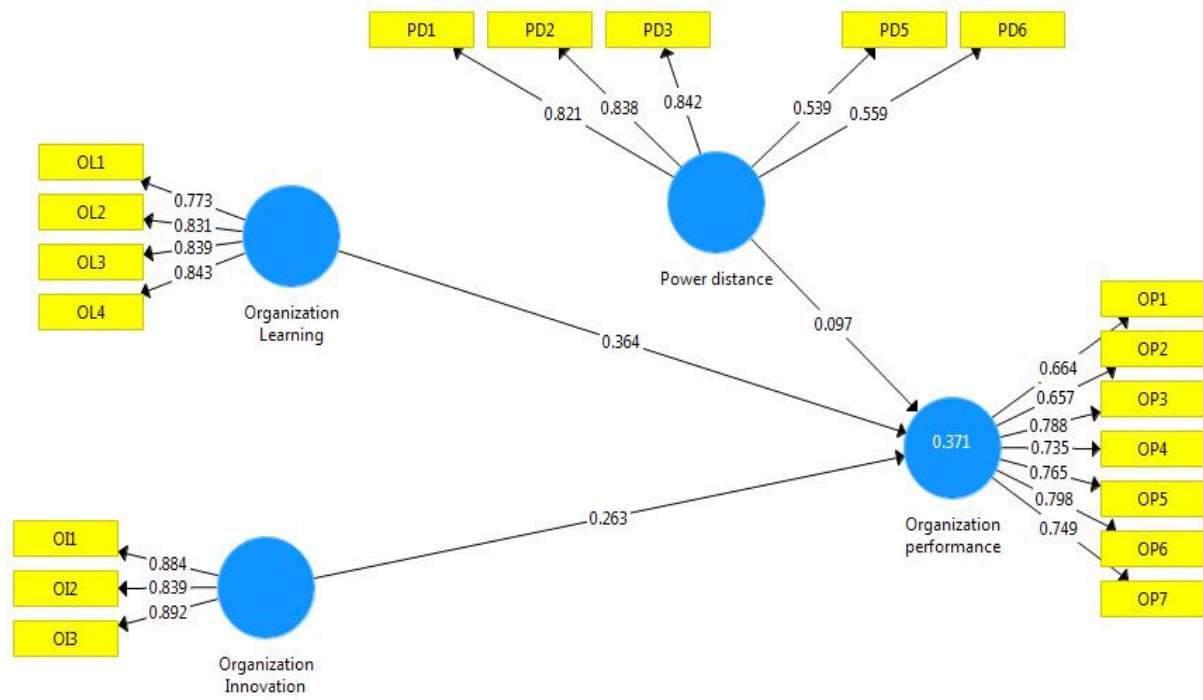 PD1
PD2
PD3
PD5
PD6
0.821
0.838
0.842
0.539
0.559
OL1
OL2
OL3
OL4
0.773
0.831
0.839
0.843
Organization
Learning
Power distance
0.364
0.097
0.263
OI1
OI2
OI3
0.884
0.839
0.892
Organization
Innovation
0.371
Organization
performance
0.664
0.657
0.788
0.735
0.765
0.798
0.749
OP1
OP2
OP3
OP4
OP5
OP6
OP7